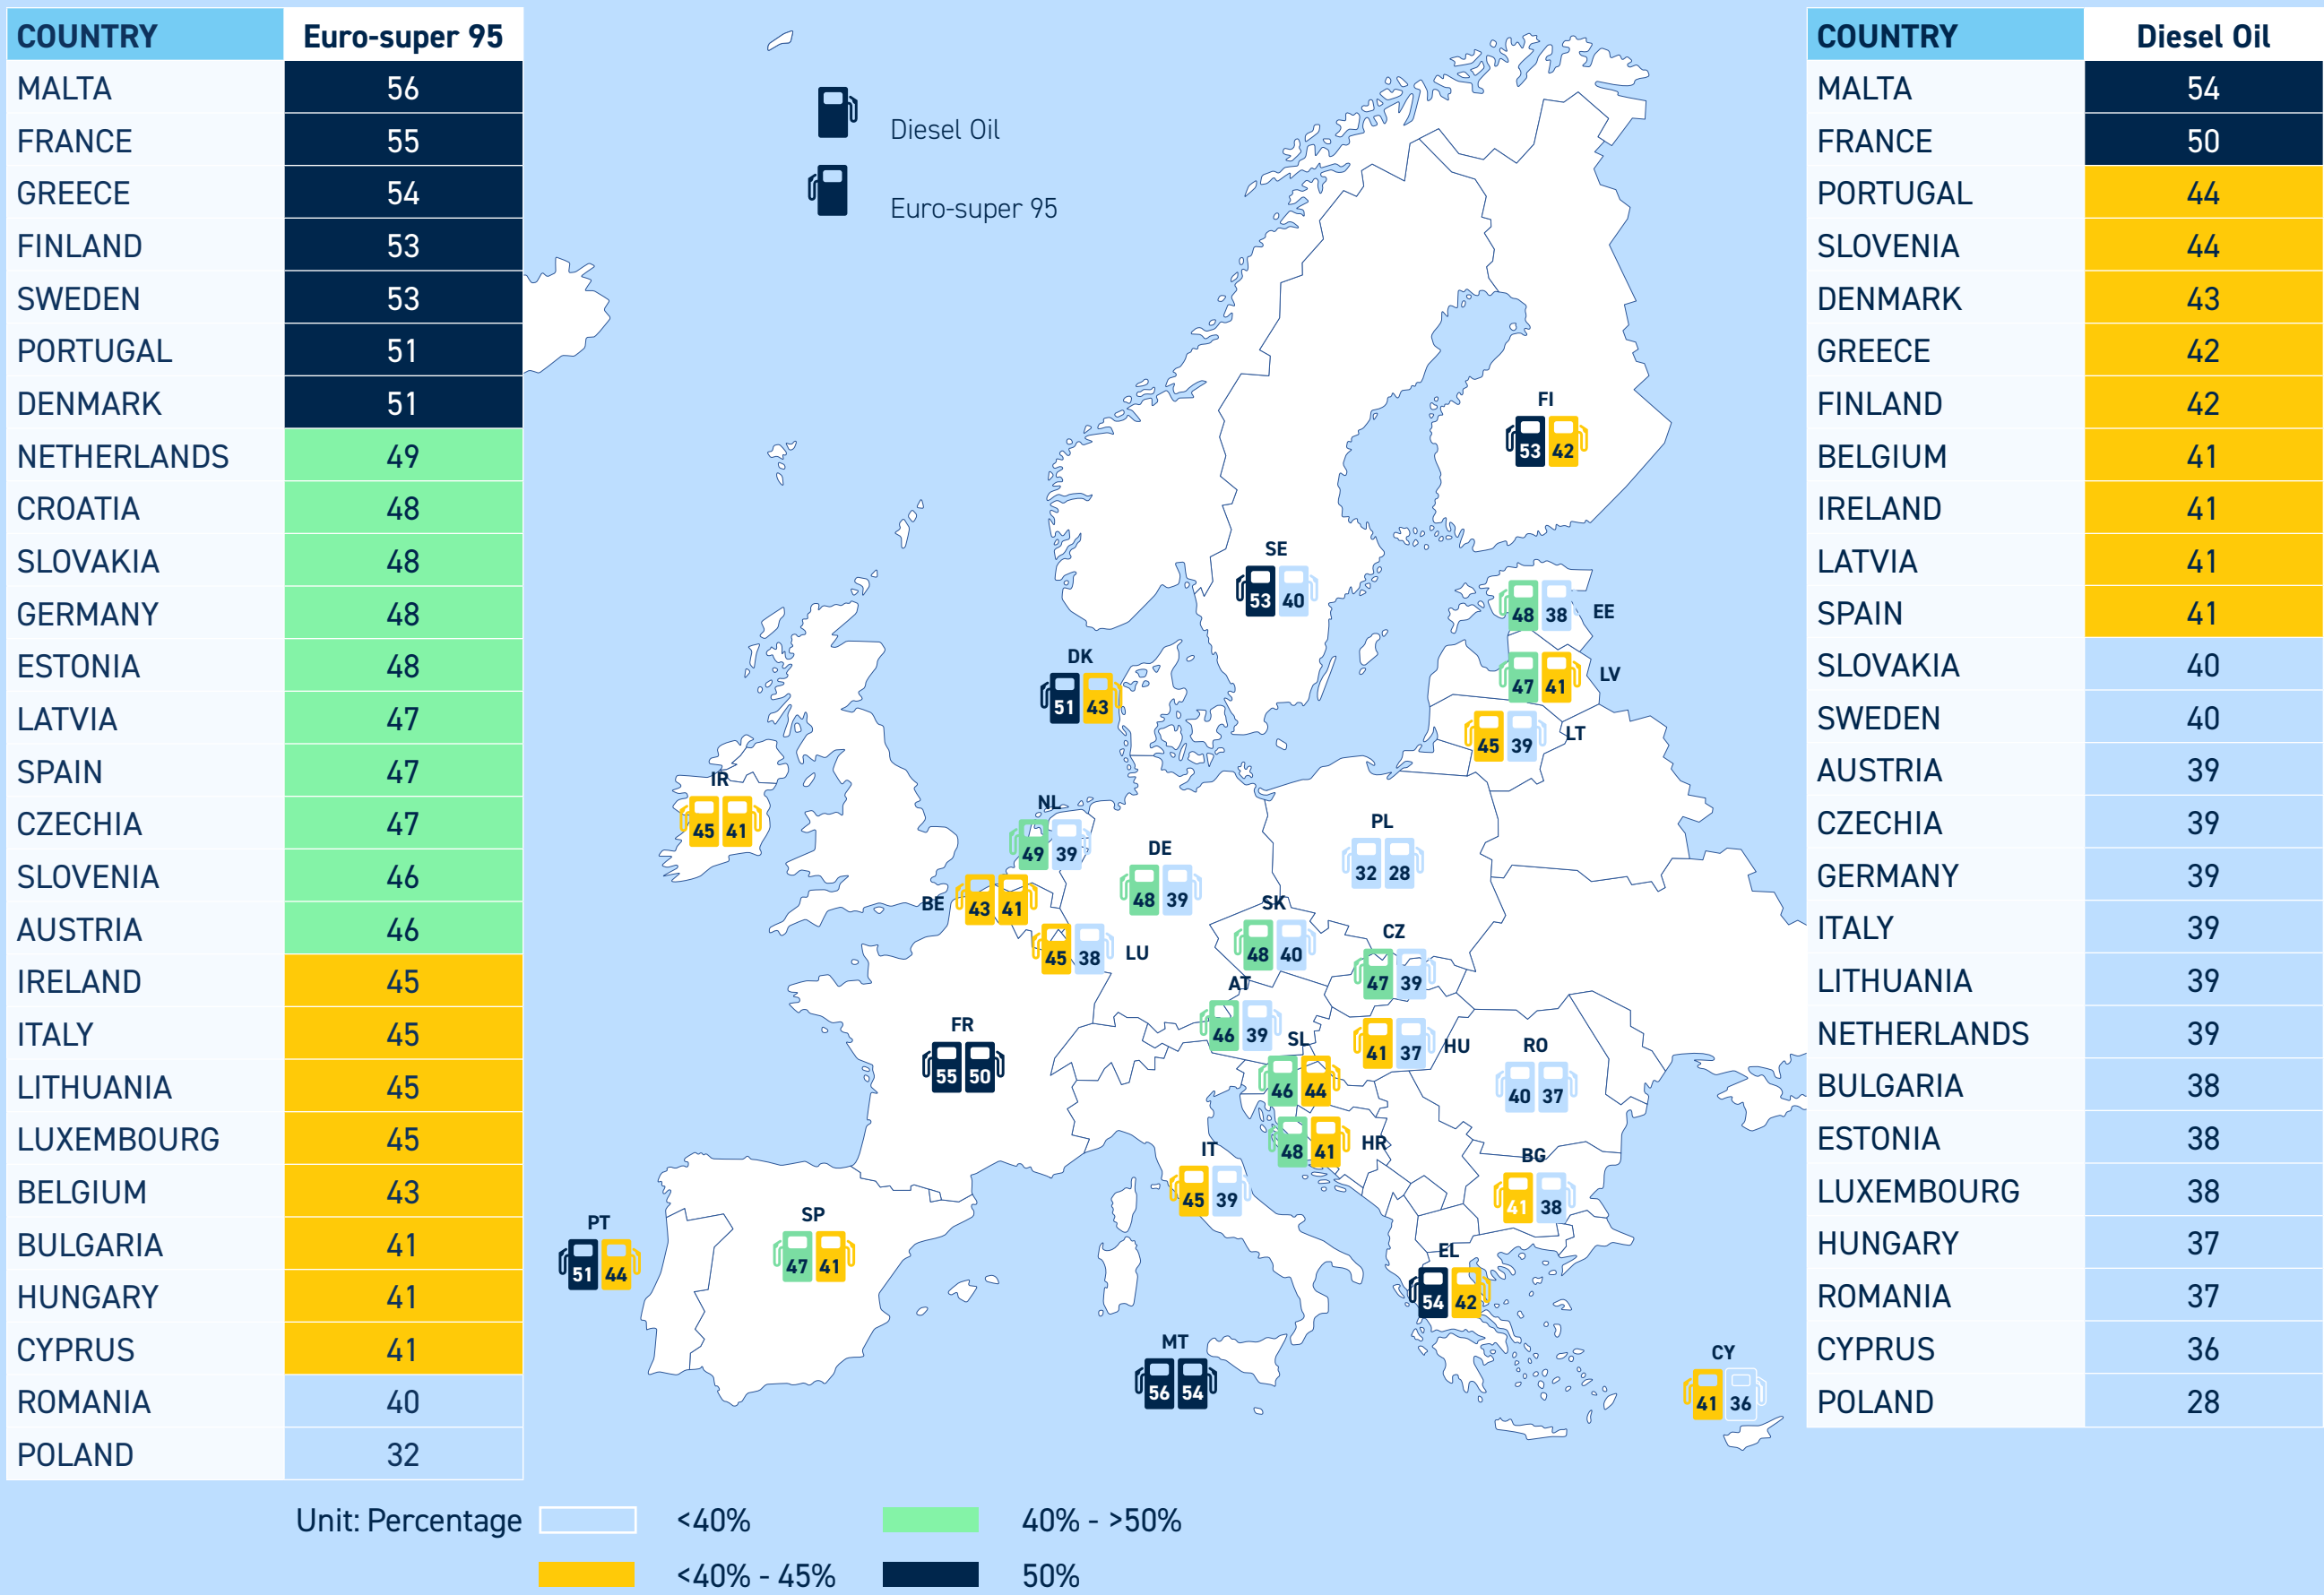 COUNTRY Euro-super 95
MALTA 56
FRANCE 55
GREECE 54
FINLAND 53
SWEDEN 53
PORTUGAL 51
DENMARK 51
NETHERLANDS 49
CROATIA 48
SLOVAKIA 48
GERMANY 48
ESTONIA 48
LATVIA 47
SPAIN 47
CZECHIA 47
SLOVENIA 46
AUSTRIA 46
IRELAND 45
ITALY 45
LITHUANIA 45
LUXEMBOURG 45
BELGIUM 43
BULGARIA 41
HUNGARY 41
CYPRUS 41
ROMANIA 40
POLAND 32
Diesel Oil
Euro-super 95
FI
53 42
SE
53 40
48 38 EE
DK
51 43
47 41 LV
45 39 LT
IR
45 41
NL
49 39
PL
32 28
DE
48 39
BE 43 41
SK
48 40
LU
45 38
CZ
47 39
AT
46 39
FR
55 50
SL
46 44
41 37 HU
RO
40 37
48 41 HR
IT
45 39
BG
41 38
PT
51 44
SP
47 41
EL
54 42
MT
56 54
CY
41 36
COUNTRY Diesel Oil
MALTA 54
FRANCE 50
PORTUGAL 44
SLOVENIA 44
DENMARK 43
GREECE 42
FINLAND 42
BELGIUM 41
IRELAND 41
LATVIA 41
SPAIN 41
SLOVAKIA 40
SWEDEN 40
AUSTRIA 39
CZECHIA 39
GERMANY 39
ITALY 39
LITHUANIA 39
NETHERLANDS 39
BULGARIA 38
ESTONIA 38
LUXEMBOURG 38
HUNGARY 37
ROMANIA 37
CYPRUS 36
POLAND 28
Unit: Percentage <40% 40% - >50%
<40% - 45% 50%